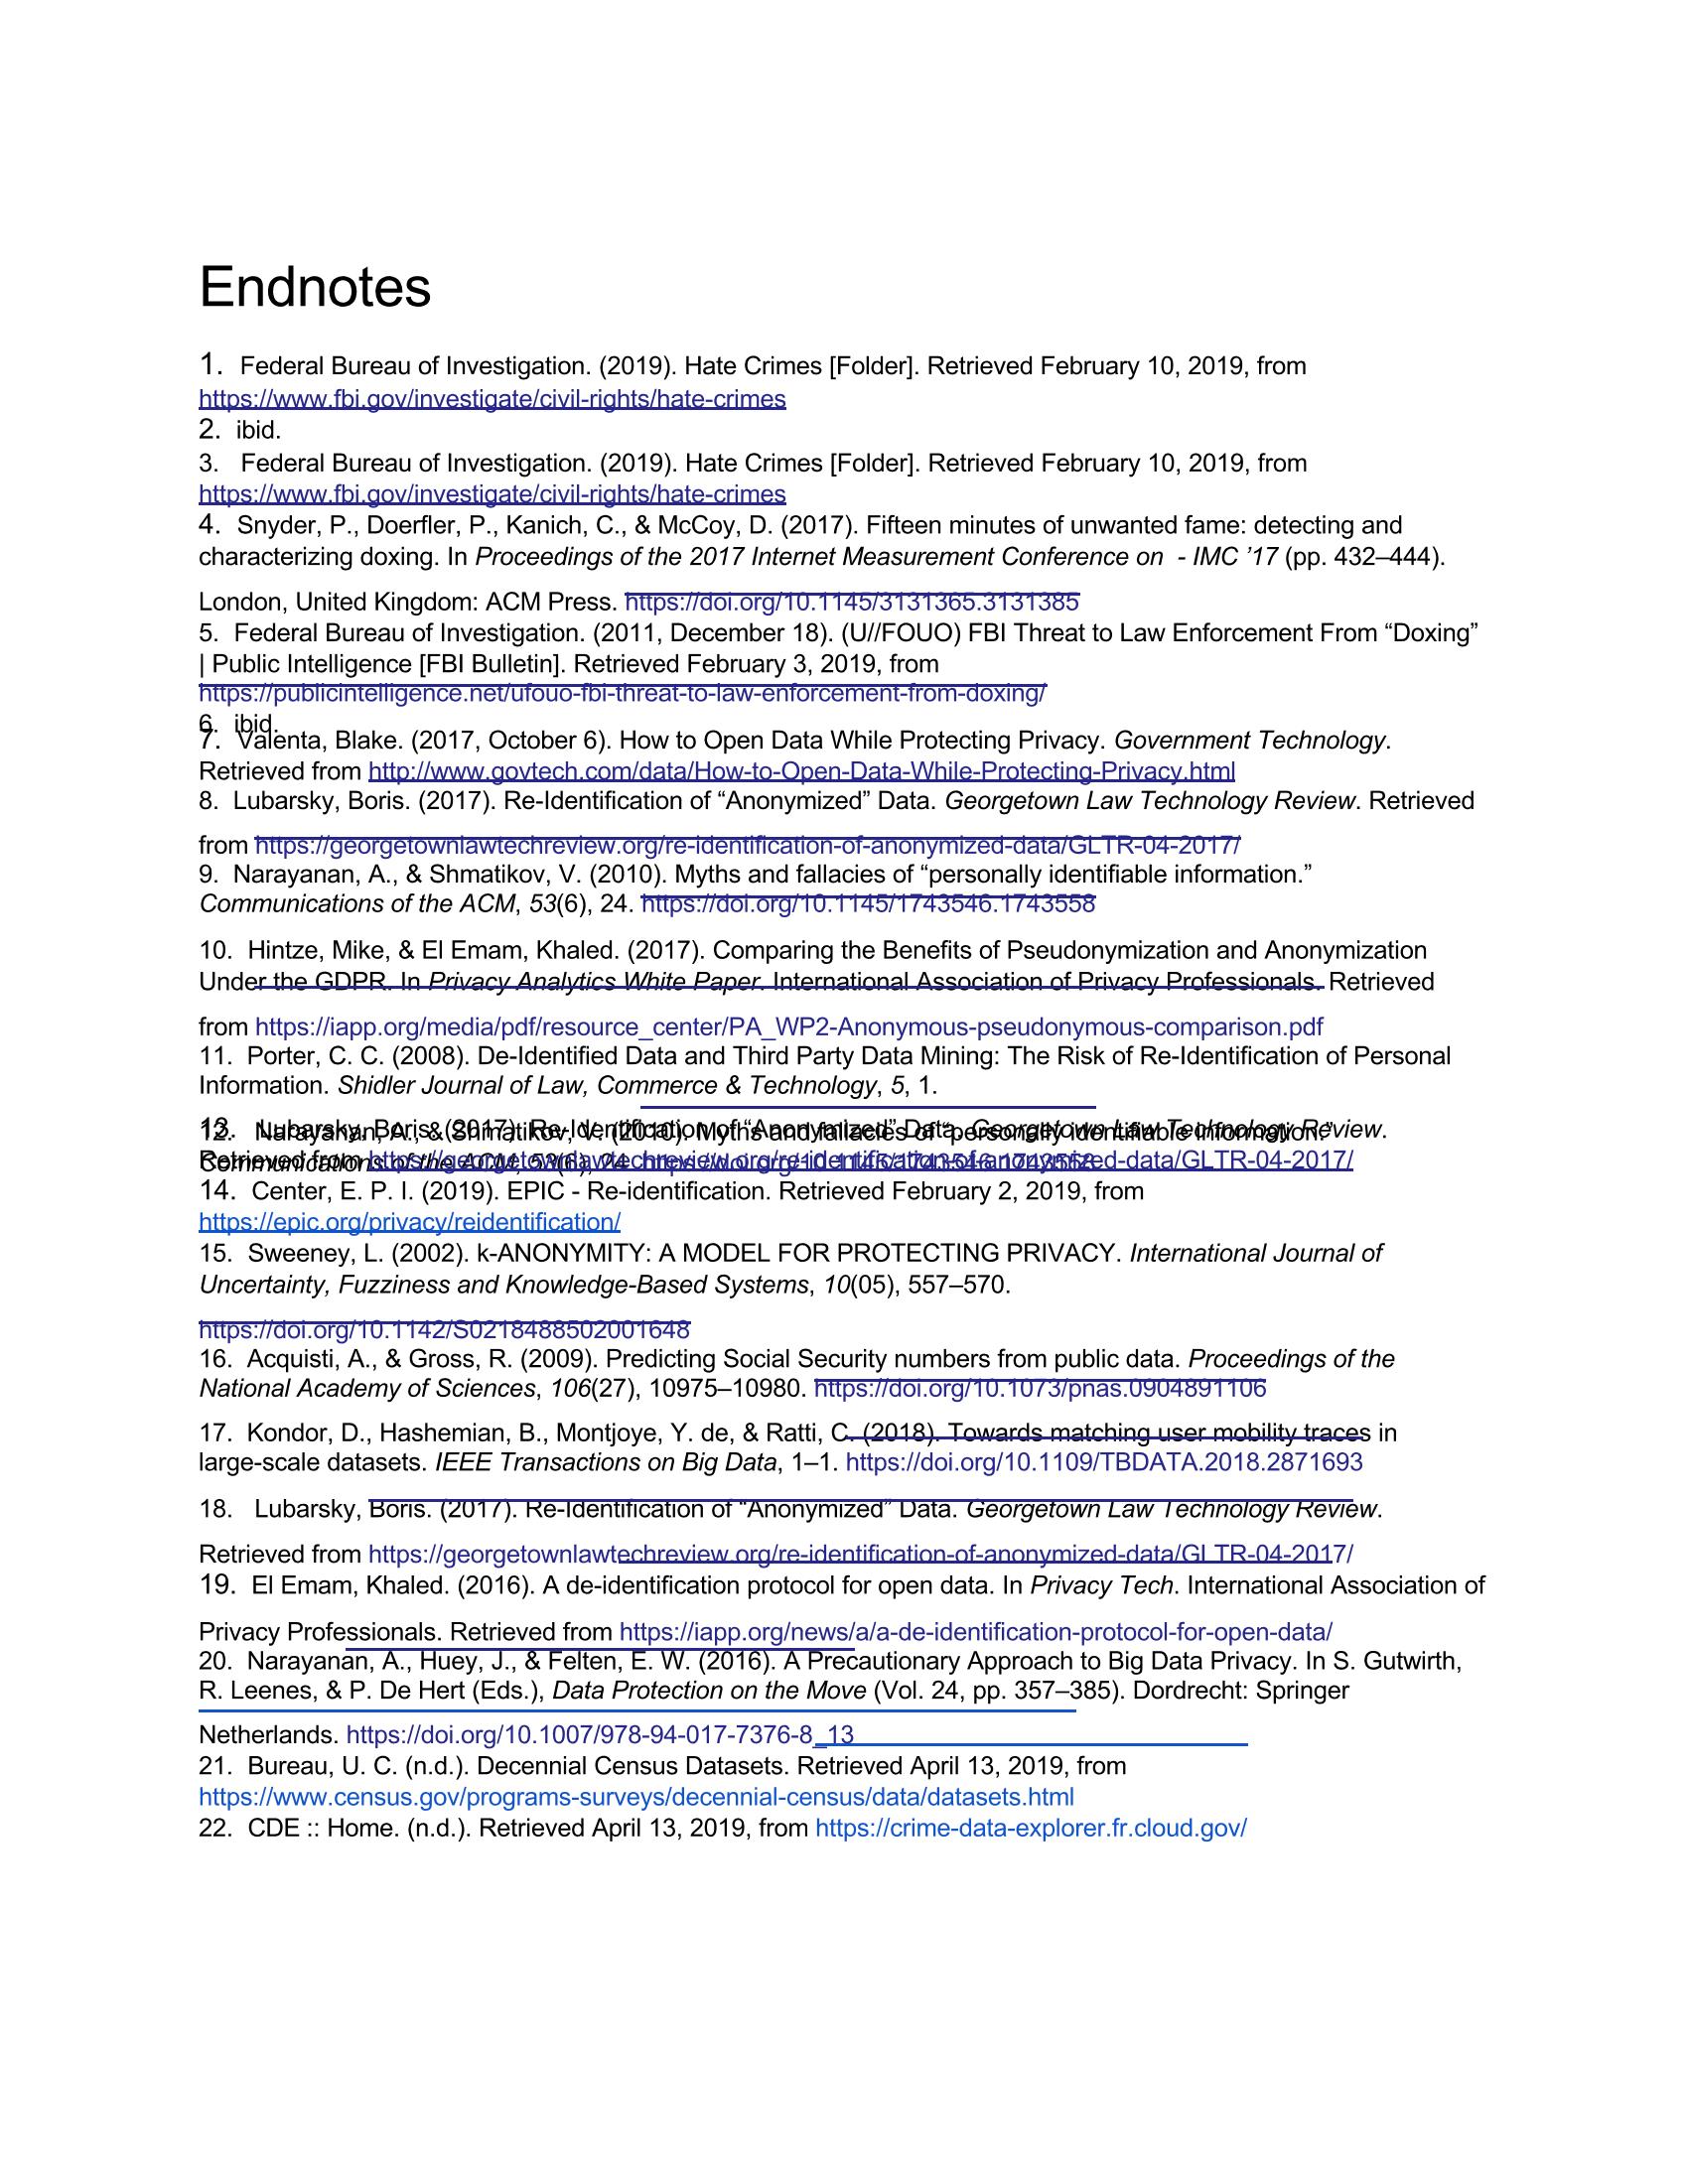 Endnotes
1. Federal Bureau of Investigation. (2019). Hate Crimes [Folder]. Retrieved February 10, 2019, from
https://www.fbi.gov/investigate/civil-rights/hate-crimes
2. ibid.
3. Federal Bureau of Investigation. (2019). Hate Crimes [Folder]. Retrieved February 10, 2019, from
https://www.fbi.gov/investigate/civil-rights/hate-crimes
4. Snyder, P., Doerfler, P., Kanich, C., & McCoy, D. (2017). Fifteen minutes of unwanted fame: detecting and
characterizing doxing. In Proceedings of the 2017 Internet Measurement Conference on - IMC ’17 (pp. 432–444).
London, United Kingdom: ACM Press. https://doi.org/10.1145/3131365.3131385
5. Federal Bureau of Investigation. (2011, December 18). (U//FOUO) FBI Threat to Law Enforcement From “Doxing”
| Public Intelligence [FBI Bulletin]. Retrieved February 3, 2019, from
https://publicintelligence.net/ufouo-fbi-threat-to-law-enforcement-from-doxing/
6. ibid.
7. Valenta, Blake. (2017, October 6). How to Open Data While Protecting Privacy. Government Technology.
Retrieved from http://www.govtech.com/data/How-to-Open-Data-While-Protecting-Privacy.html
8. Lubarsky, Boris. (2017). Re-Identification of “Anonymized” Data. Georgetown Law Technology Review. Retrieved
from https://georgetownlawtechreview.org/re-identification-of-anonymized-data/GLTR-04-2017/
9. Narayanan, A., & Shmatikov, V. (2010). Myths and fallacies of “personally identifiable information.”
Communications of the ACM, 53(6), 24. https://doi.org/10.1145/1743546.1743558
10. Hintze, Mike, & El Emam, Khaled. (2017). Comparing the Benefits of Pseudonymization and Anonymization
Under the GDPR. In Privacy Analytics White Paper. International Association of Privacy Professionals. Retrieved
from https://iapp.org/media/pdf/resource_center/PA_WP2-Anonymous-pseudonymous-comparison.pdf
11. Porter, C. C. (2008). De-Identified Data and Third Party Data Mining: The Risk of Re-Identification of Personal
Information. Shidler Journal of Law, Commerce & Technology, 5, 1.
12. Narayanan, A., & Shmatikov, V. (2010). Myths and fallacies of “personally identifiable information.”
Communications of the ACM, 53(6), 24. https://doi.org/10.1145/1743546.1743558
13. Lubarsky, Boris. (2017). Re-Identification of “Anonymized” Data. Georgetown Law Technology Review.
Retrieved from https://georgetownlawtechreview.org/re-identification-of-anonymized-data/GLTR-04-2017/
14. Center, E. P. I. (2019). EPIC - Re-identification. Retrieved February 2, 2019, from
https://epic.org/privacy/reidentification/
15. Sweeney, L. (2002). k-ANONYMITY: A MODEL FOR PROTECTING PRIVACY. International Journal of
Uncertainty, Fuzziness and Knowledge-Based Systems, 10(05), 557–570.
https://doi.org/10.1142/S0218488502001648
16. Acquisti, A., & Gross, R. (2009). Predicting Social Security numbers from public data. Proceedings of the
National Academy of Sciences, 106(27), 10975–10980. https://doi.org/10.1073/pnas.0904891106
17. Kondor, D., Hashemian, B., Montjoye, Y. de, & Ratti, C. (2018). Towards matching user mobility traces in
large-scale datasets. IEEE Transactions on Big Data, 1–1. https://doi.org/10.1109/TBDATA.2018.2871693
18. Lubarsky, Boris. (2017). Re-Identification of “Anonymized” Data. Georgetown Law Technology Review.
Retrieved from https://georgetownlawtechreview.org/re-identification-of-anonymized-data/GLTR-04-2017/
19. El Emam, Khaled. (2016). A de-identification protocol for open data. In Privacy Tech. International Association of
Privacy Professionals. Retrieved from https://iapp.org/news/a/a-de-identification-protocol-for-open-data/
20. Narayanan, A., Huey, J., & Felten, E. W. (2016). A Precautionary Approach to Big Data Privacy. In S. Gutwirth,
R. Leenes, & P. De Hert (Eds.), Data Protection on the Move (Vol. 24, pp. 357–385). Dordrecht: Springer
Netherlands. https://doi.org/10.1007/978-94-017-7376-8_13
21. Bureau, U. C. (n.d.). Decennial Census Datasets. Retrieved April 13, 2019, from
https://www.census.gov/programs-surveys/decennial-census/data/datasets.html
22. CDE :: Home. (n.d.). Retrieved April 13, 2019, from https://crime-data-explorer.fr.cloud.gov/